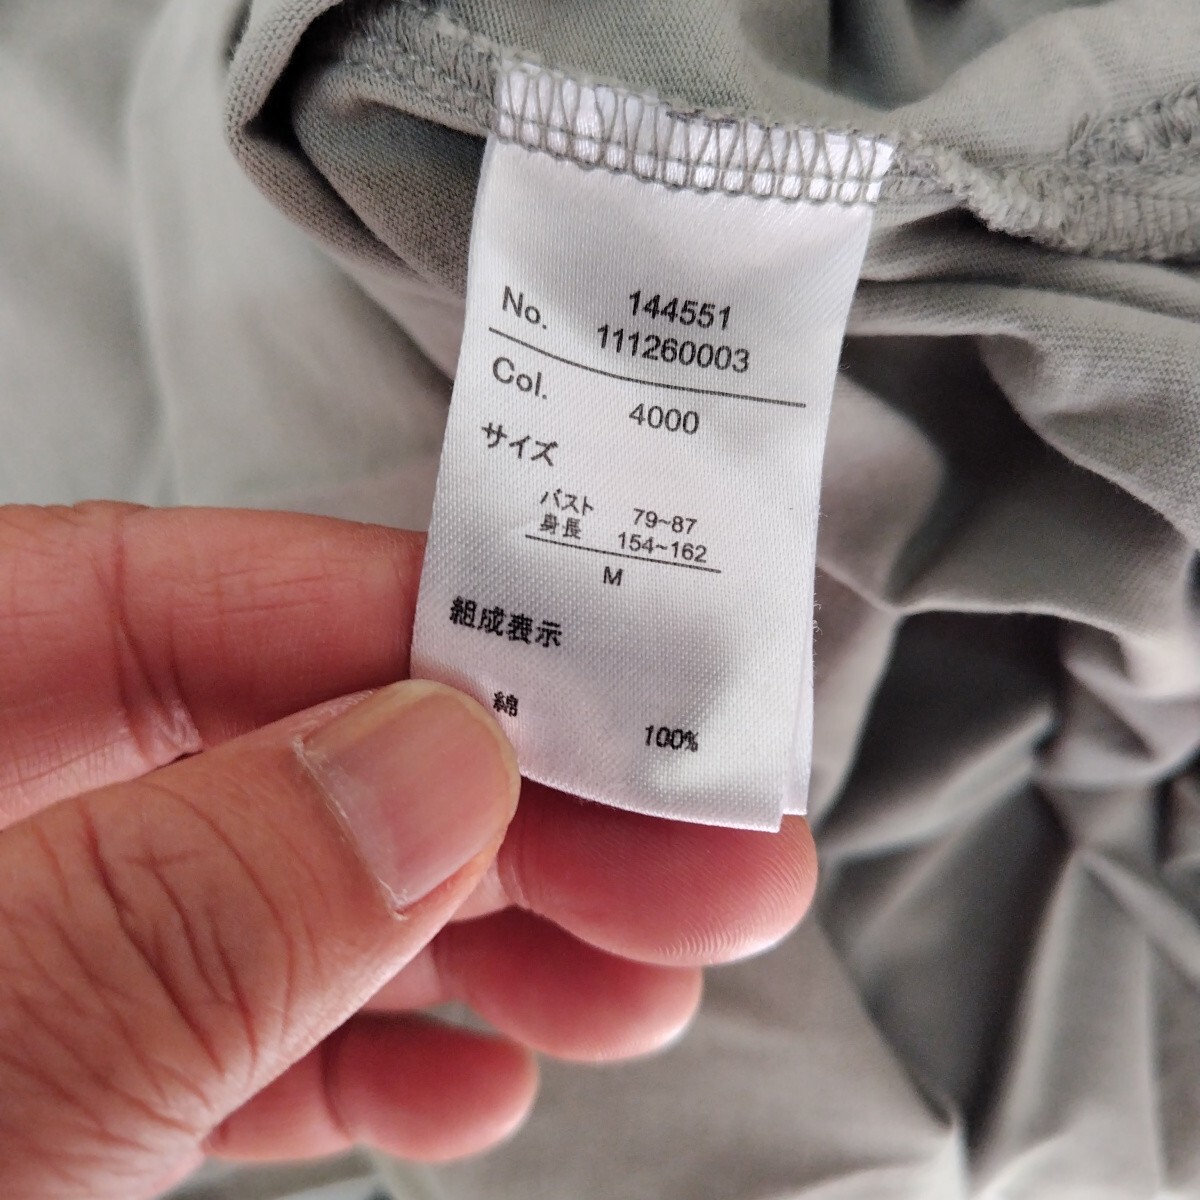 No. 144551
111260003
Col. 4000
サイズ
バスト 79~87
身長 154~162
M
組成表示
綿 100%